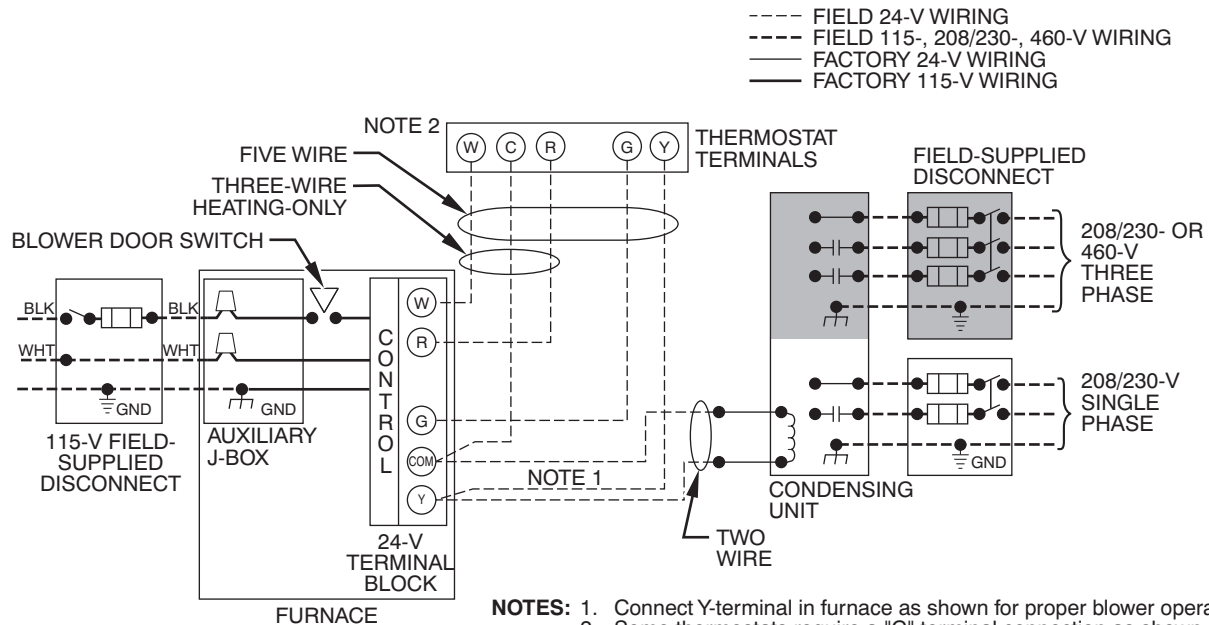 FIELD 24-V WIRING
FIELD 115-, 208/230-, 460-V WIRING
FACTORY 24-V WIRING
FACTORY 115-V WIRING
NOTE 2
W C R G Y
THERMOSTAT
TERMINALS
FIVE WIRE
THREE-WIRE
HEATING-ONLY
BLOWER DOOR SWITCH
FIELD-SUPPLIED
DISCONNECT
208/230- OR
460-V
THREE
PHASE
BLK
BLK
WHT
WHT
GND
GND
115-V FIELD-
SUPPLIED
DISCONNECT
AUXILIARY
J-BOX
CONTROL
W
R
G
COM
Y
NOTE 1
24-V
TERMINAL
BLOCK
FURNACE
TWO
WIRE
CONDENSING
UNIT
208/230-V
SINGLE
PHASE
GND
NOTES: 1. Connect Y-terminal in furnace as shown for proper blower opera